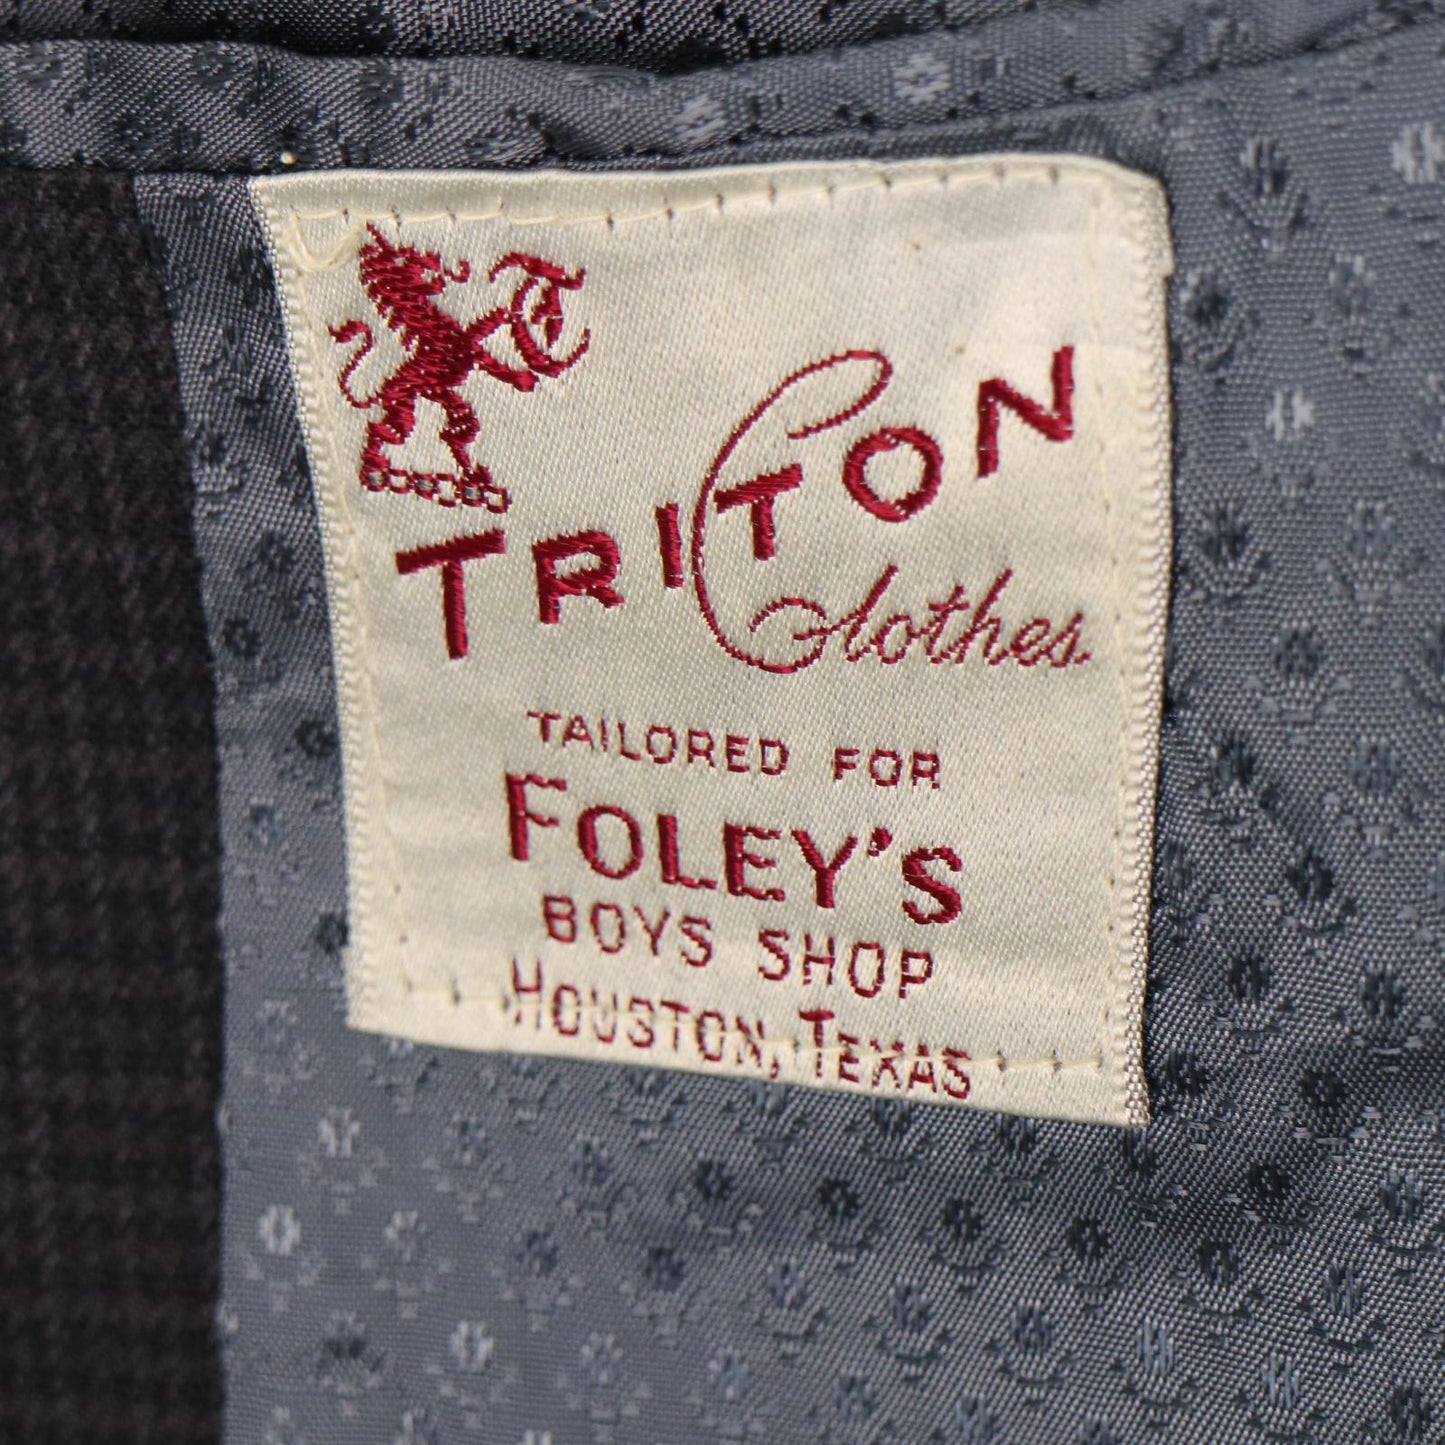 T
TRITON
Clothes
TAILORED FOR
FOLEY'S
BOYS SHOP
HOUSTON, TEXAS